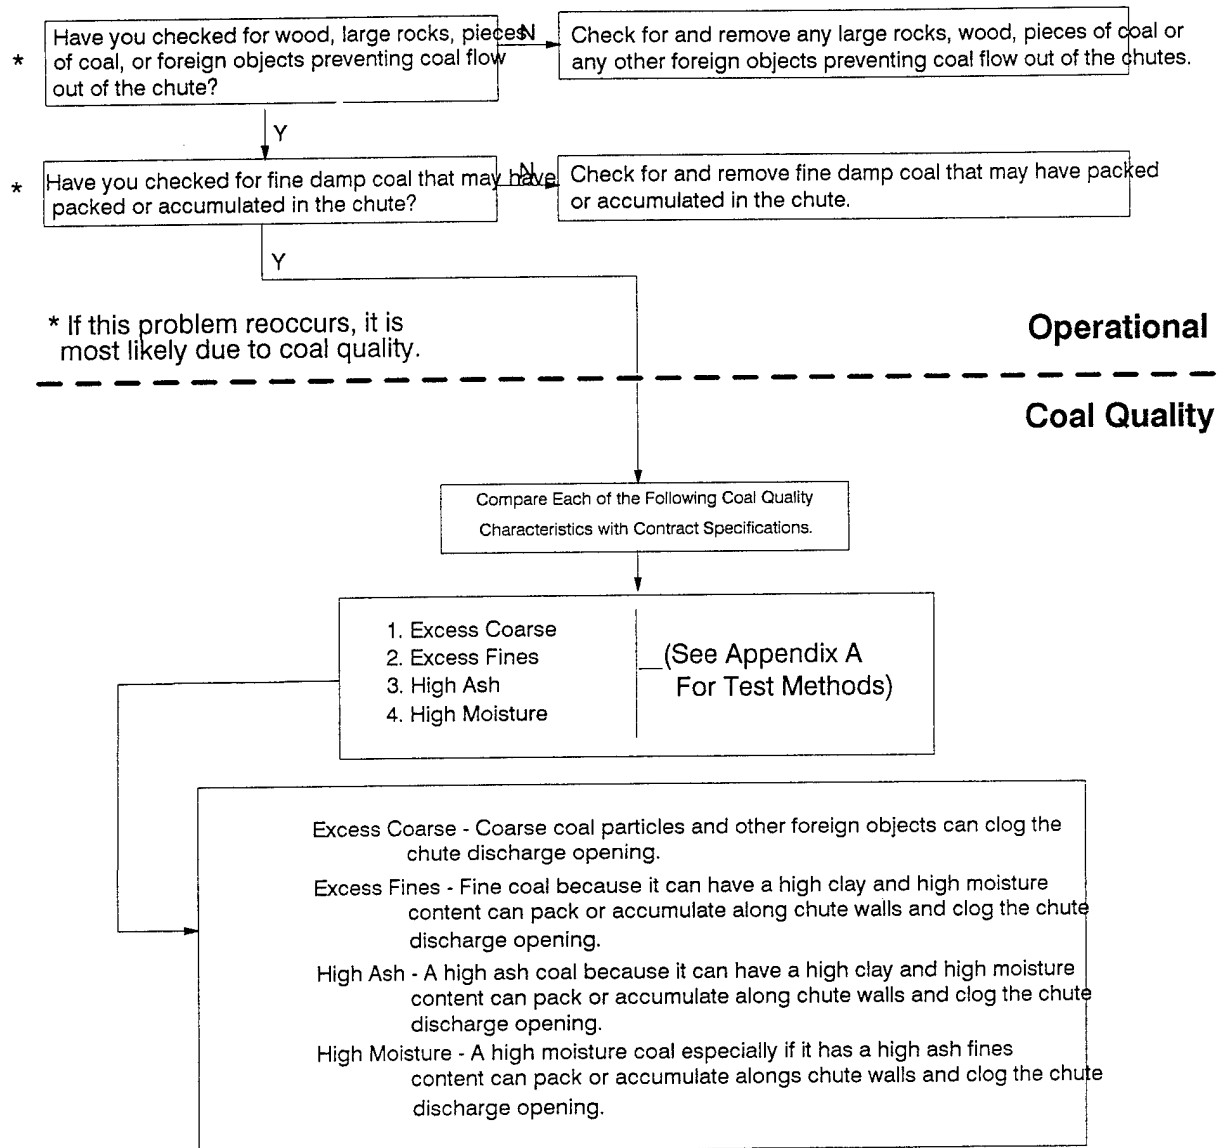 Have you checked for wood, large rocks, pieces
N
Check for and remove any large rocks, wood, pieces of coal or
* of coal, or foreign objects preventing coal flow
any other foreign objects preventing coal flow out of the chutes.
out of the chute?
Y
* Have you checked for fine damp coal that may have
N
Check for and remove fine damp coal that may have packed
packed or accumulated in the chute?
or accumulated in the chute.
Y
* If this problem reoccurs, it is
most likely due to coal quality.
Operational
Coal Quality
Compare Each of the Following Coal Quality
Characteristics with Contract Specifications.
1. Excess Coarse
2. Excess Fines
3. High Ash
4. High Moisture
(See Appendix A
For Test Methods)
Excess Coarse - Coarse coal particles and other foreign objects can clog the
chute discharge opening.
Excess Fines - Fine coal because it can have a high clay and high moisture
content can pack or accumulate along chute walls and clog the chute
discharge opening.
High Ash - A high ash coal because it can have a high clay and high moisture
content can pack or accumulate along chute walls and clog the chute
discharge opening.
High Moisture - A high moisture coal especially if it has a high ash fines
content can pack or accumulate alongs chute walls and clog the chute
discharge opening.